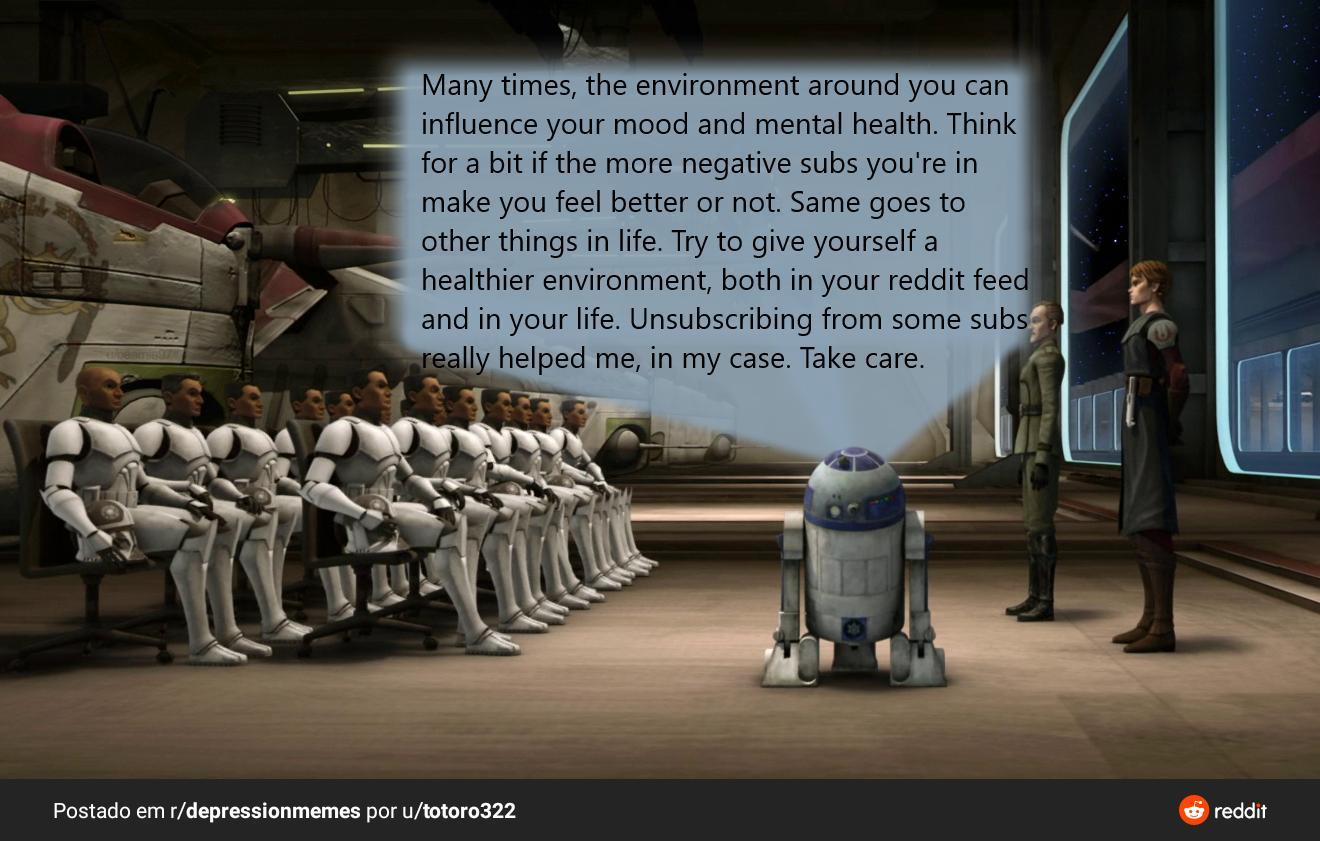 Many times, the environment around you can
influence your mood and mental health. Think
for a bit if the more negative subs you're in
make you feel better or not. Same goes to
other things in life. Try to give yourself a
healthier environment, both in your reddit feed
and in your life. Unsubscribing from some subs
really helped me, in my case. Take care.
Postado em r/depressionmemes por u/totoro322
reddit